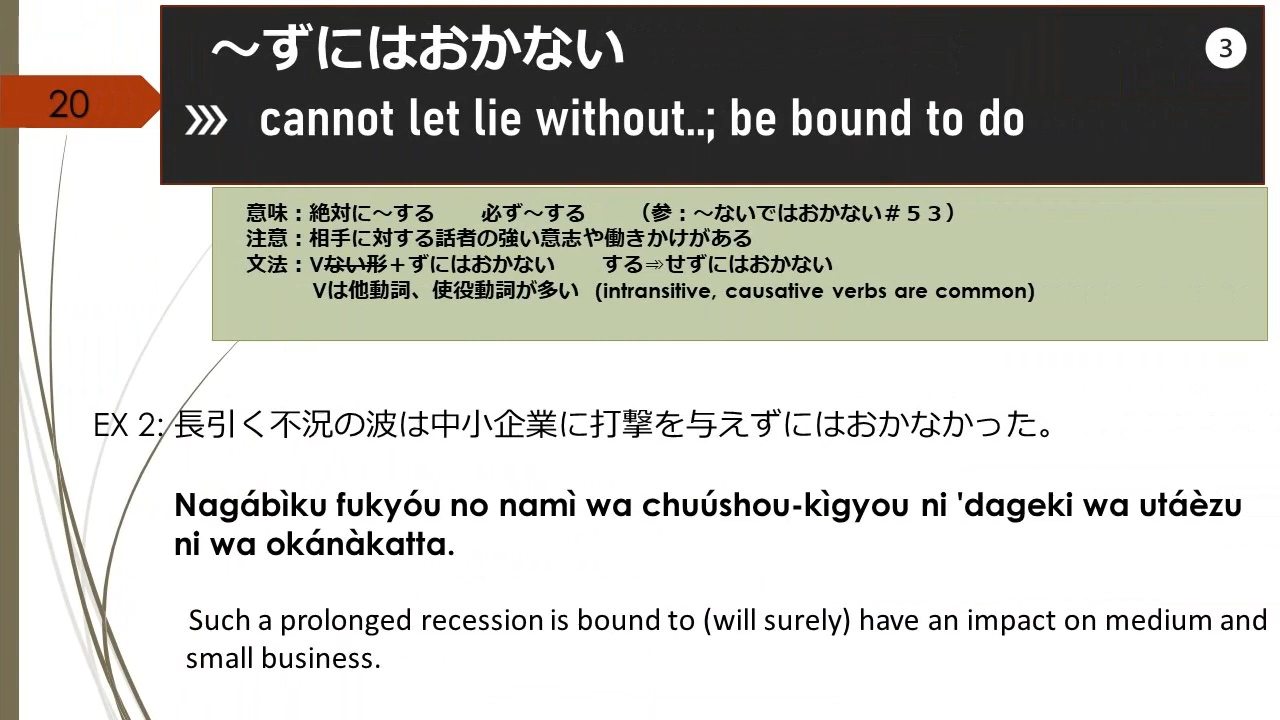 ～ずにはおかない
3
20
››› cannot let lie without..; be bound to do
意味：絶対に～する　　必ず～する　　（参：～ないではおかない＃５３）
注意：相手に対する話者の強い意志や働きかけがある
文法：Vない形＋ずにはおかない　　する⇒せずにはおかない
Vは他動詞、使役動詞が多い (intransitive, causative verbs are common)
EX 2: 長引く不況の波は中小企業に打撃を与えずにはおかなかった。
Nagábìku fukyóu no namì wa chuúshou-kìgyou ni 'dageki wa utáèzu
ni wa okánàkatta.
Such a prolonged recession is bound to (will surely) have an impact on medium and
small business.